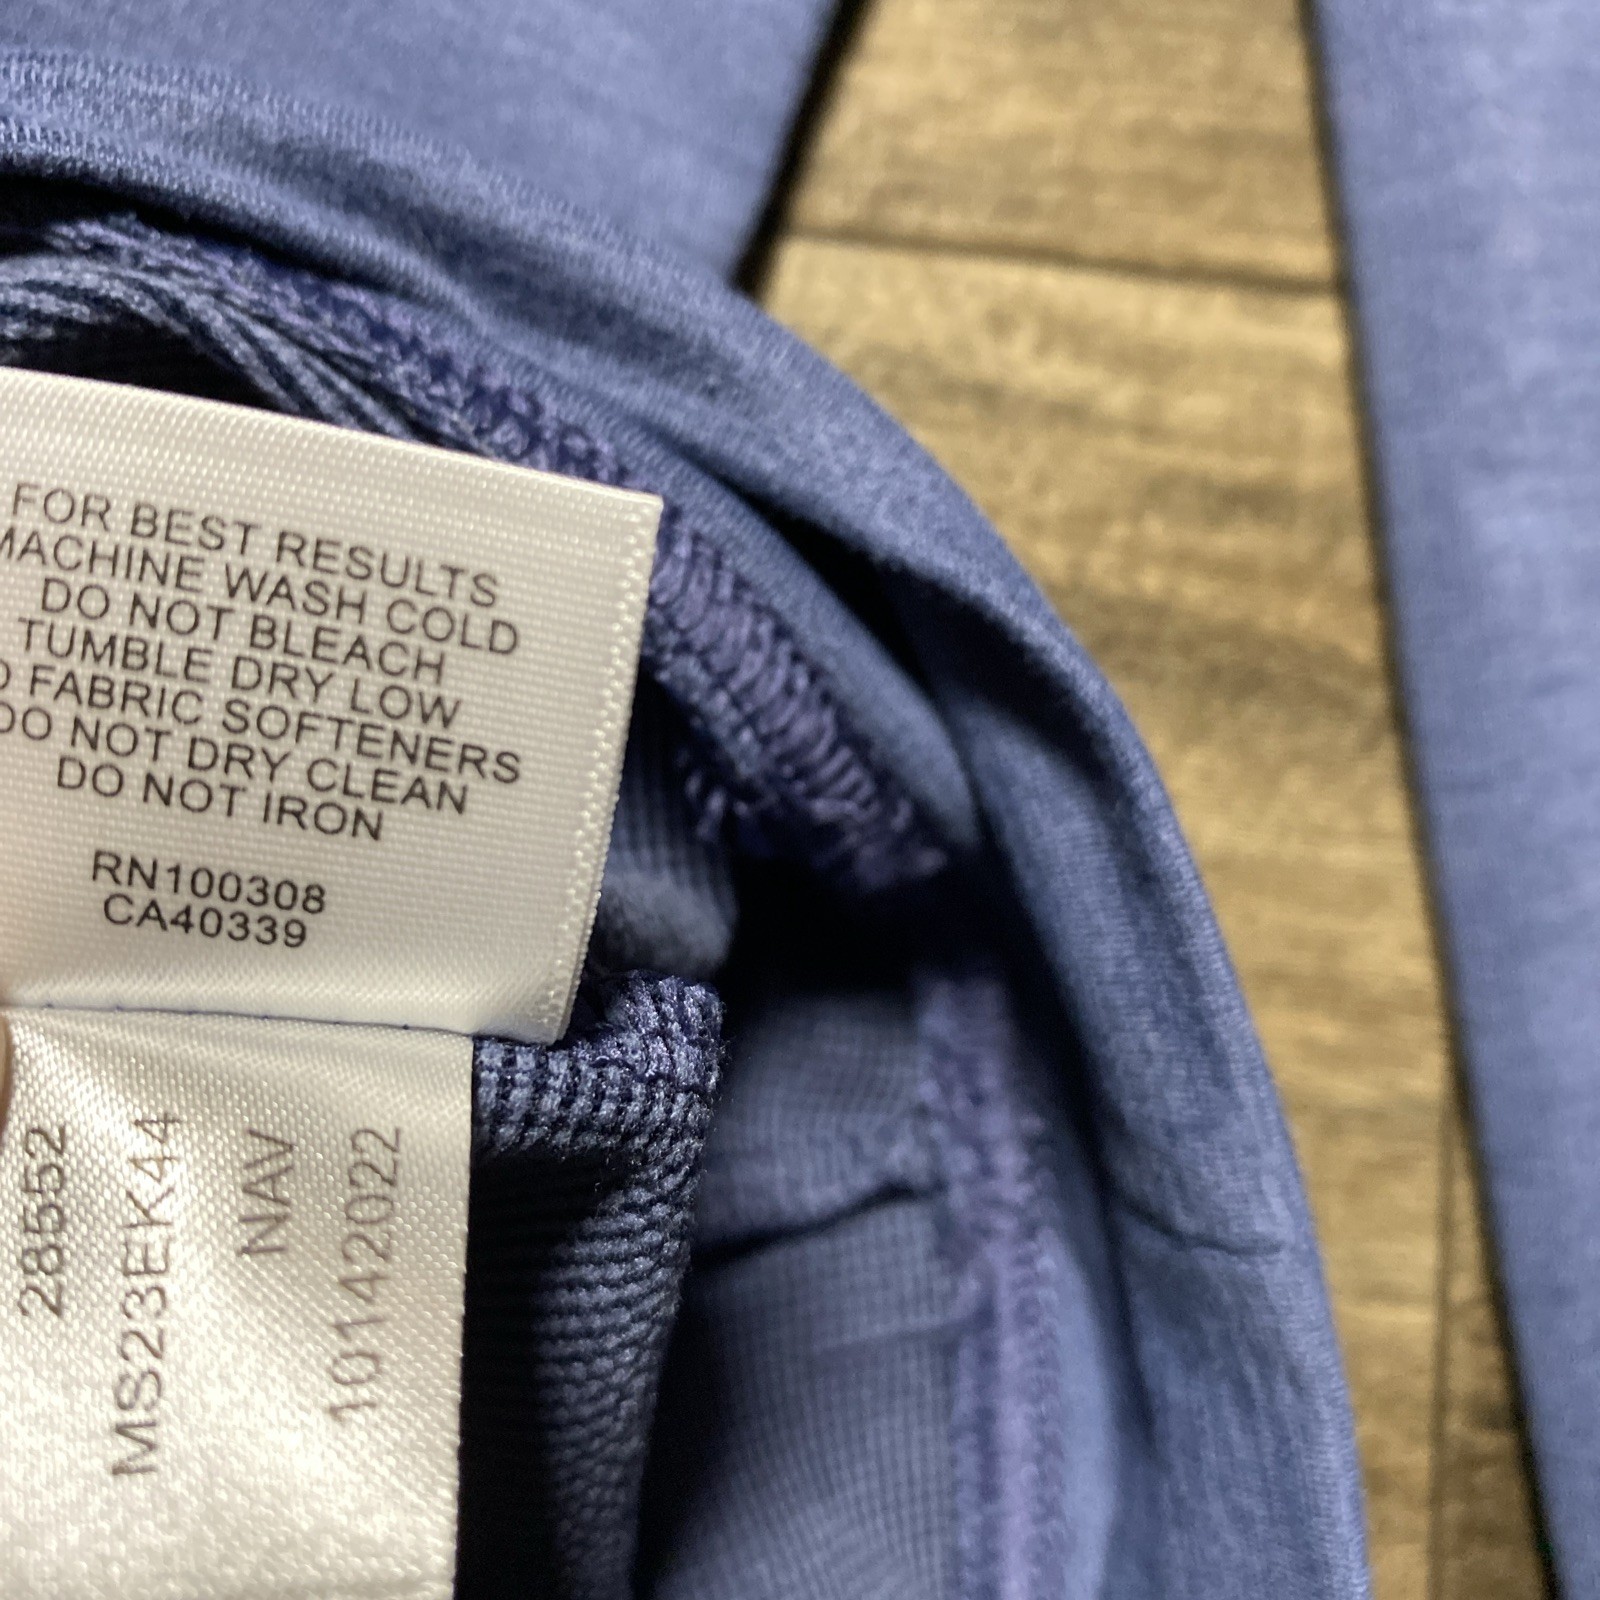 FOR BEST RESULTS
MACHINE WASH COLD
DO NOT BLEACH
TUMBLE DRY LOW
FABRIC SOFTENERS
DO NOT DRY CLEAN
DO NOT IRON
RN100308
CA40339
28552
MS23EK44
NAV
10142022